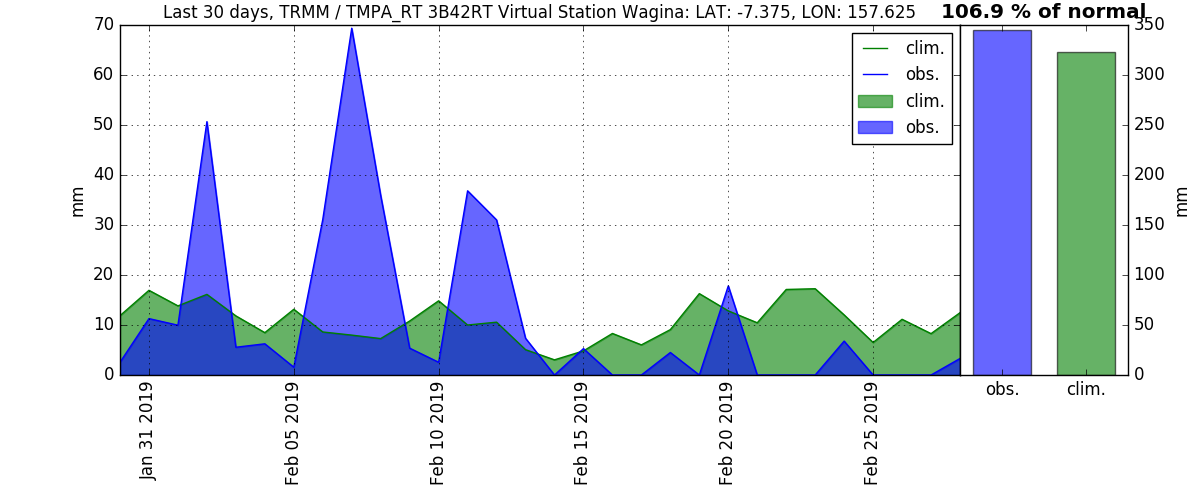 Last 30 days, TRMM / TMPA_RT 3B42RT Virtual Station Wagina: LAT: -7.375, LON: 157.625
106.9 % of normal
70
60
50
40
30
20
10
0
mm
clim.
obs.
clim.
obs.
350
300
250
200
150
100
50
0
mm
Jan 31 2019
Feb 05 2019
Feb 10 2019
Feb 15 2019
Feb 20 2019
Feb 25 2019
obs.
clim.